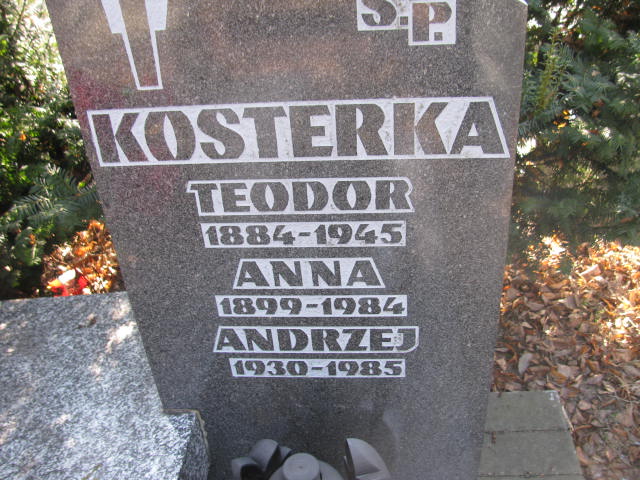 Ś.P.
KOSTERKA
TEODOR
1884-1945
ANNA
1899-1984
ANDRZEJ
1930-1985